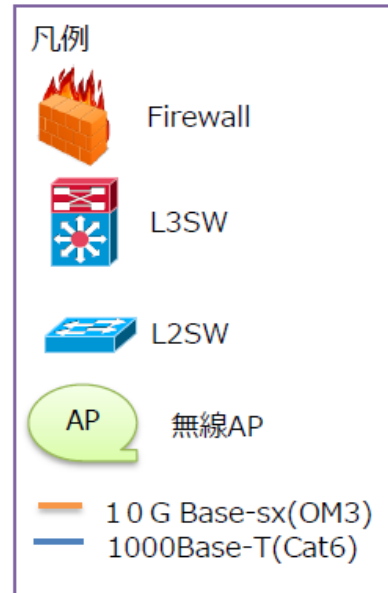 凡例
Firewall
L3SW
L2SW
AP
無線AP
１０G Base-sx(OM3)
1000Base-T(Cat6)